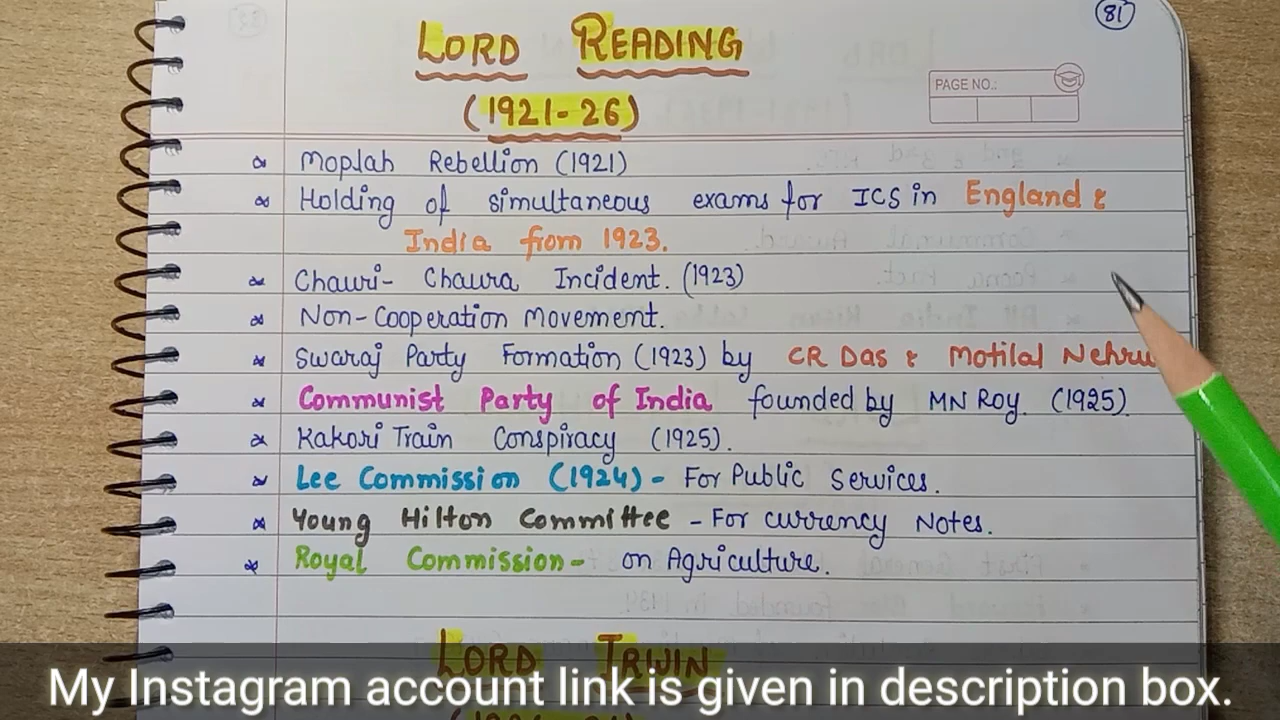 81
LORD READING
PAGE NO.:
(1921-26)
Moplah Rebellion (1921)
Holding of simultaneous exams for ICS in England &
India from 1923.
Chauri-Chaura Incident. (1923)
Non-Cooperation Movement.
Swaraj Party Formation (1923) by CR Das & Motilal Nehru
Communist Party of India founded by MN Roy. (1925).
Kakori Train Conspiracy (1925).
Lee Commission (1924) - For Public Services.
Young Hilton Committee - For currency Notes.
Royal Commission - on Agriculture.
LORD IRWIN
My Instagram account link is given in description box.